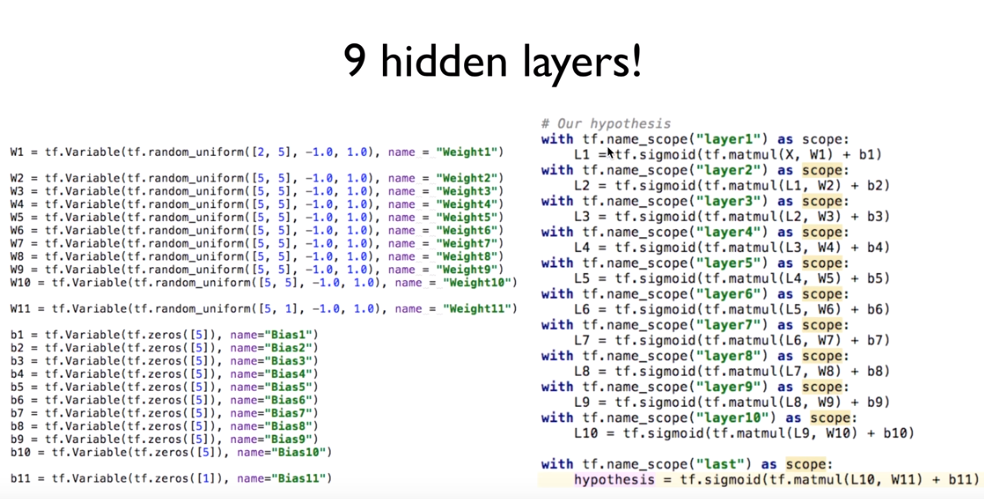 9 hidden layers!
W1 = tf.Variable(tf.random_uniform([2, 5], -1.0, 1.0), name = "Weight1")
W2 = tf.Variable(tf.random_uniform([5, 5], -1.0, 1.0), name = "Weight2")
W3 = tf.Variable(tf.random_uniform([5, 5], -1.0, 1.0), name = "Weight3")
W4 = tf.Variable(tf.random_uniform([5, 5], -1.0, 1.0), name = "Weight4")
W5 = tf.Variable(tf.random_uniform([5, 5], -1.0, 1.0), name = "Weight5")
W6 = tf.Variable(tf.random_uniform([5, 5], -1.0, 1.0), name = "Weight6")
W7 = tf.Variable(tf.random_uniform([5, 5], -1.0, 1.0), name = "Weight7")
W8 = tf.Variable(tf.random_uniform([5, 5], -1.0, 1.0), name = "Weight8")
W9 = tf.Variable(tf.random_uniform([5, 5], -1.0, 1.0), name = "Weight9")
W10 = tf.Variable(tf.random_uniform([5, 5], -1.0, 1.0), name = "Weight10")
W11 = tf.Variable(tf.random_uniform([5, 1], -1.0, 1.0), name = "Weight11")
b1 = tf.Variable(tf.zeros([5]), name="Bias1")
b2 = tf.Variable(tf.zeros([5]), name="Bias2")
b3 = tf.Variable(tf.zeros([5]), name="Bias3")
b4 = tf.Variable(tf.zeros([5]), name="Bias4")
b5 = tf.Variable(tf.zeros([5]), name="Bias5")
b6 = tf.Variable(tf.zeros([5]), name="Bias6")
b7 = tf.Variable(tf.zeros([5]), name="Bias7")
b8 = tf.Variable(tf.zeros([5]), name="Bias8")
b9 = tf.Variable(tf.zeros([5]), name="Bias9")
b10 = tf.Variable(tf.zeros([5]), name="Bias10")
b11 = tf.Variable(tf.zeros([1]), name="Bias11")
# Our hypothesis
with tf.name_scope("layer1") as scope:
L1 = tf.sigmoid(tf.matmul(X, W1) + b1)
with tf.name_scope("layer2") as scope:
L2 = tf.sigmoid(tf.matmul(L1, W2) + b2)
with tf.name_scope("layer3") as scope:
L3 = tf.sigmoid(tf.matmul(L2, W3) + b3)
with tf.name_scope("layer4") as scope:
L4 = tf.sigmoid(tf.matmul(L3, W4) + b4)
with tf.name_scope("layer5") as scope:
L5 = tf.sigmoid(tf.matmul(L4, W5) + b5)
with tf.name_scope("layer6") as scope:
L6 = tf.sigmoid(tf.matmul(L5, W6) + b6)
with tf.name_scope("layer7") as scope:
L7 = tf.sigmoid(tf.matmul(L6, W7) + b7)
with tf.name_scope("layer8") as scope:
L8 = tf.sigmoid(tf.matmul(L7, W8) + b8)
with tf.name_scope("layer9") as scope:
L9 = tf.sigmoid(tf.matmul(L8, W9) + b9)
with tf.name_scope("layer10") as scope:
L10 = tf.sigmoid(tf.matmul(L9, W10) + b10)
with tf.name_scope("last") as scope:
hypothesis = tf.sigmoid(tf.matmul(L10, W11) + b11)